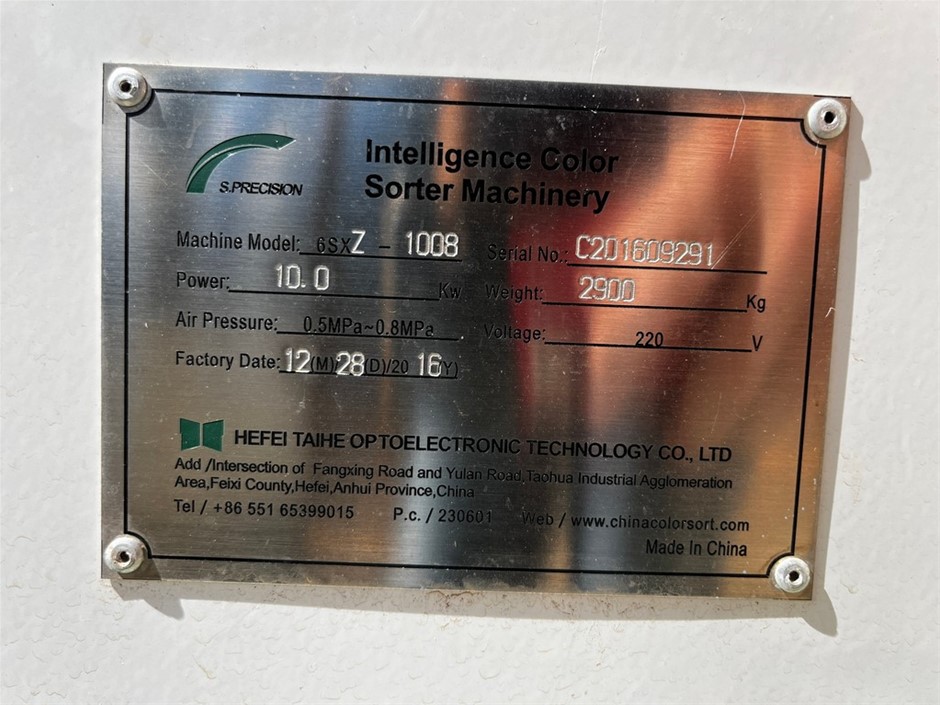 S.PRECISION
Intelligence Color
Sorter Machinery
Machine Model: 6SXZ - 1008 Serial No.: C201609291
Power: 10.0 Kw Weight: 2900 Kg
Air Pressure: 0.5MPa~0.8MPa Voltage: 220 V
Factory Date: 12(M)28(D)/20 16(Y)
HEFEI TAIHE OPTOELECTRONIC TECHNOLOGY CO., LTD
Add /Intersection of Fangxing Road and Yulan Road,Taohua Industrial Agglomeration
Area,Feixi County,Hefei,Anhui Province,China
Tel / +86 551 65399015 P.c. / 230601 Web / www.chinacolorsort.com
Made In China